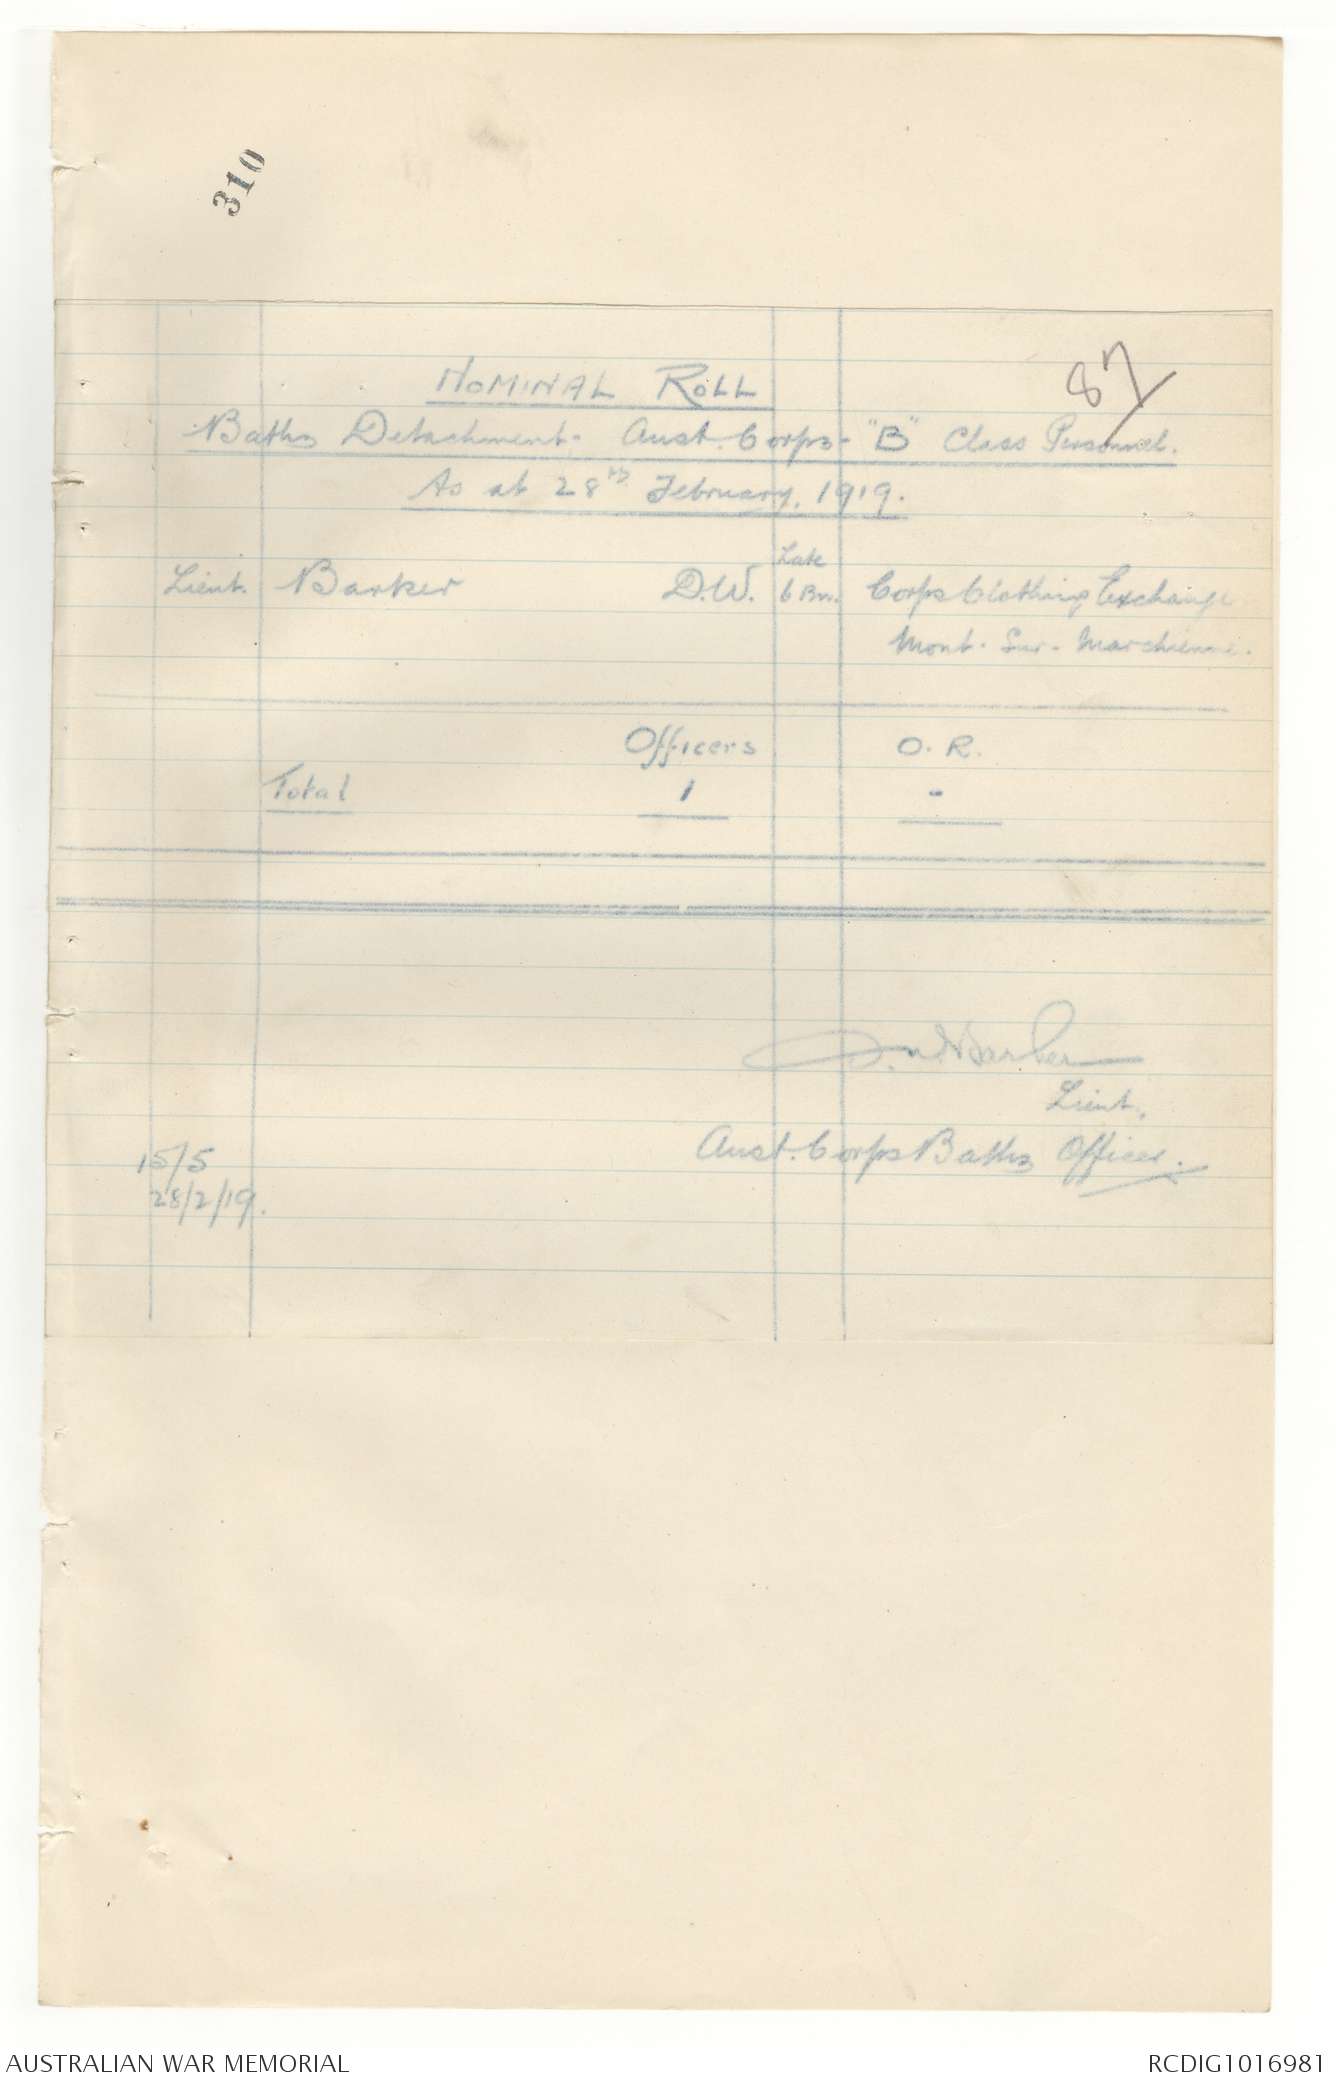 310
87
NOMINAL ROLL
Baths Detachment - Aust. Corps - "B" Class Personnel.
As at 28th February, 1919.
Late
Lieut. Barker D.W. 6 Bn. Corps Clothing Exchange
Mont-Sur-Marchienne.
Officers O.R.
Total 1 -
DWBarker
Lieut.
Aust. Corps Baths Officer.
15/5
28/2/19.
AUSTRALIAN WAR MEMORIAL RCDIG1016981